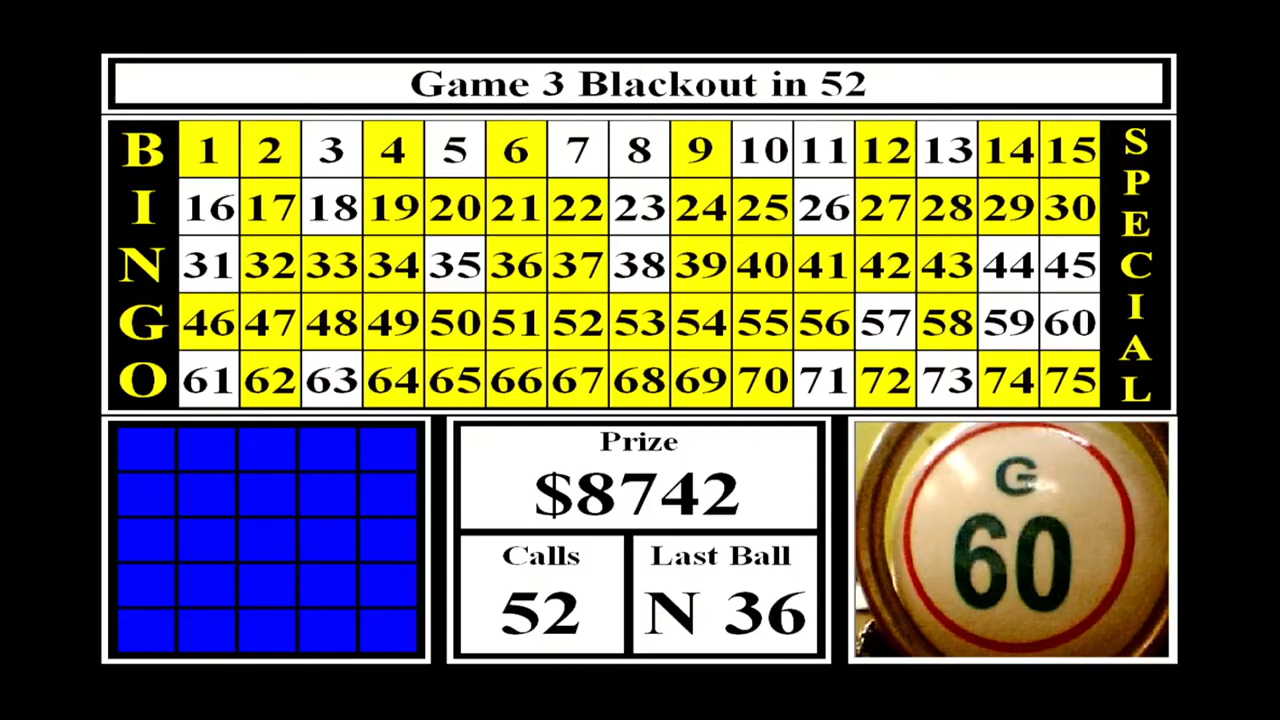 Game 3 Blackout in 52
B 1 2 3 4 5 6 7 8 9 10 11 12 13 14 15
I 16 17 18 19 20 21 22 23 24 25 26 27 28 29 30
N 31 32 33 34 35 36 37 38 39 40 41 42 43 44 45
G 46 47 48 49 50 51 52 53 54 55 56 57 58 59 60
O 61 62 63 64 65 66 67 68 69 70 71 72 73 74 75
SPECIAL
Prize
$8742
Calls
52
Last Ball
N 36
G
60